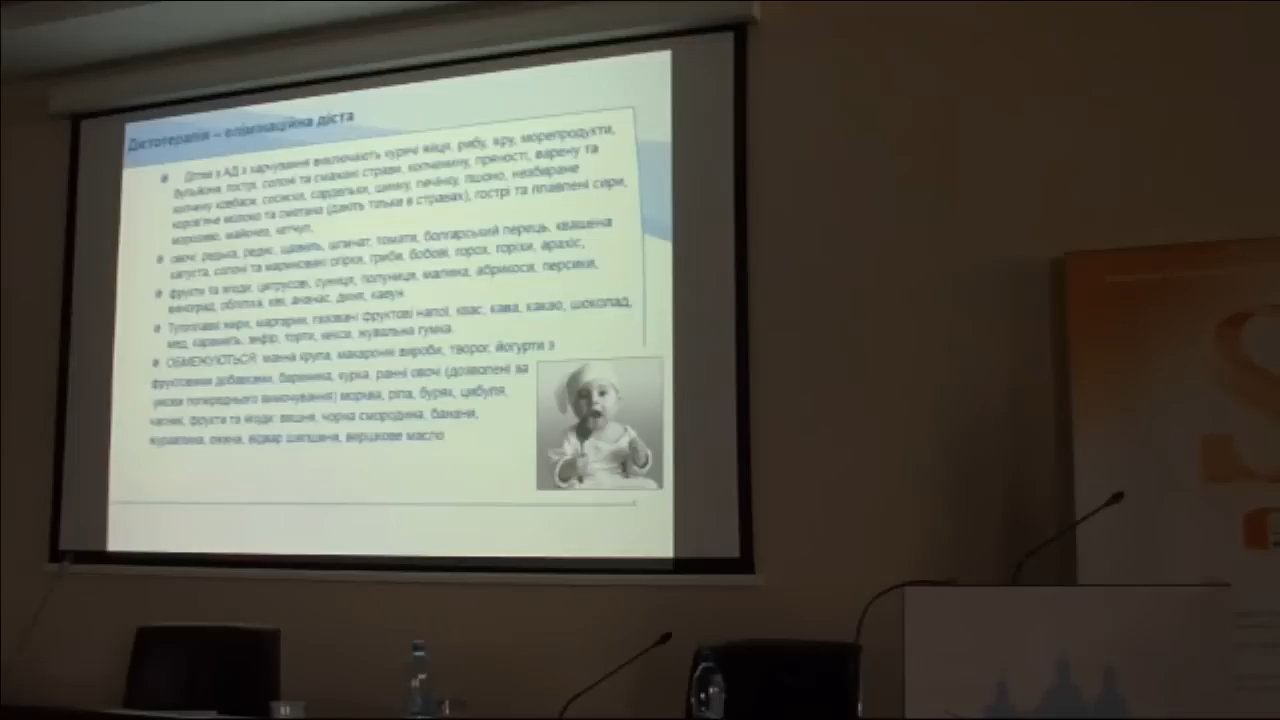 Дієтотерапія – елімінаційна дієта
Дітям з АД з харчування виключають курячі яйця, рибу, ікру, морепродукти,
бульйони, гострі, солоні та смажені страви, копченину, прянощі, варену та
копчену ковбаси, сосиски, сардельки, шинку, печінку, пшоно, незбиране
коров'яче молоко та сметана (дають тільки в стравах), гострі та плавлені сири,
морозиво, майонез, кетчуп.
овочі: редька, редис, щавель, шпинат, томати, болгарський перець, квашена
капуста, солоні та мариновані огірки, гриби, бобові, горох, горіхи, арахіс,
фрукти та ягоди: цитрусові, суниця, полуниця, малина, абрикоси, персики,
виноград, обліпіха, ківі, ананас, диня, кавун
Тугоплавкі жири, маргарин, газовані фруктові напої, квас, кава, какао, шоколад,
мед, карамель, зефір, торти, кекси, жувальна гумка.
ОБМЕЖУЮТЬСЯ: манна крупа, макаронні вироби, творог, йогурти з
фруктовими добавками, баранина, курка, ранні овочі (дозволені за
умови попереднього вимочування) морква, ріпа, буряк, цибуля,
часник, фрукти та ягоди: вишня, чорна смородина, банани,
журавлина, ожина, відвар шипшини, вершкове масло
S